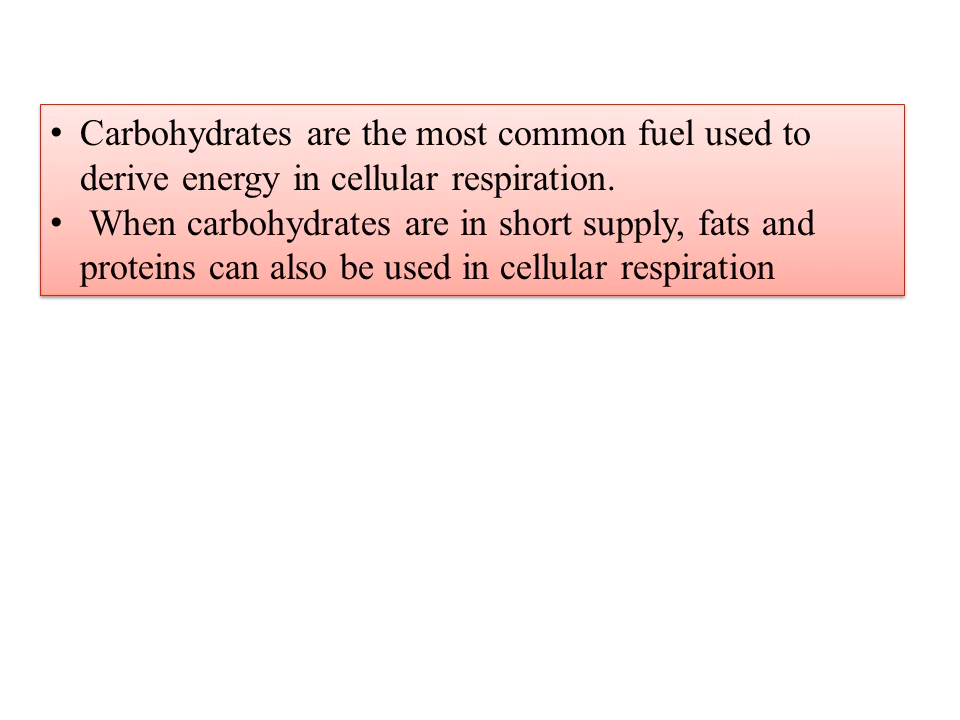 • Carbohydrates are the most common fuel used to
derive energy in cellular respiration.
• When carbohydrates are in short supply, fats and
proteins can also be used in cellular respiration